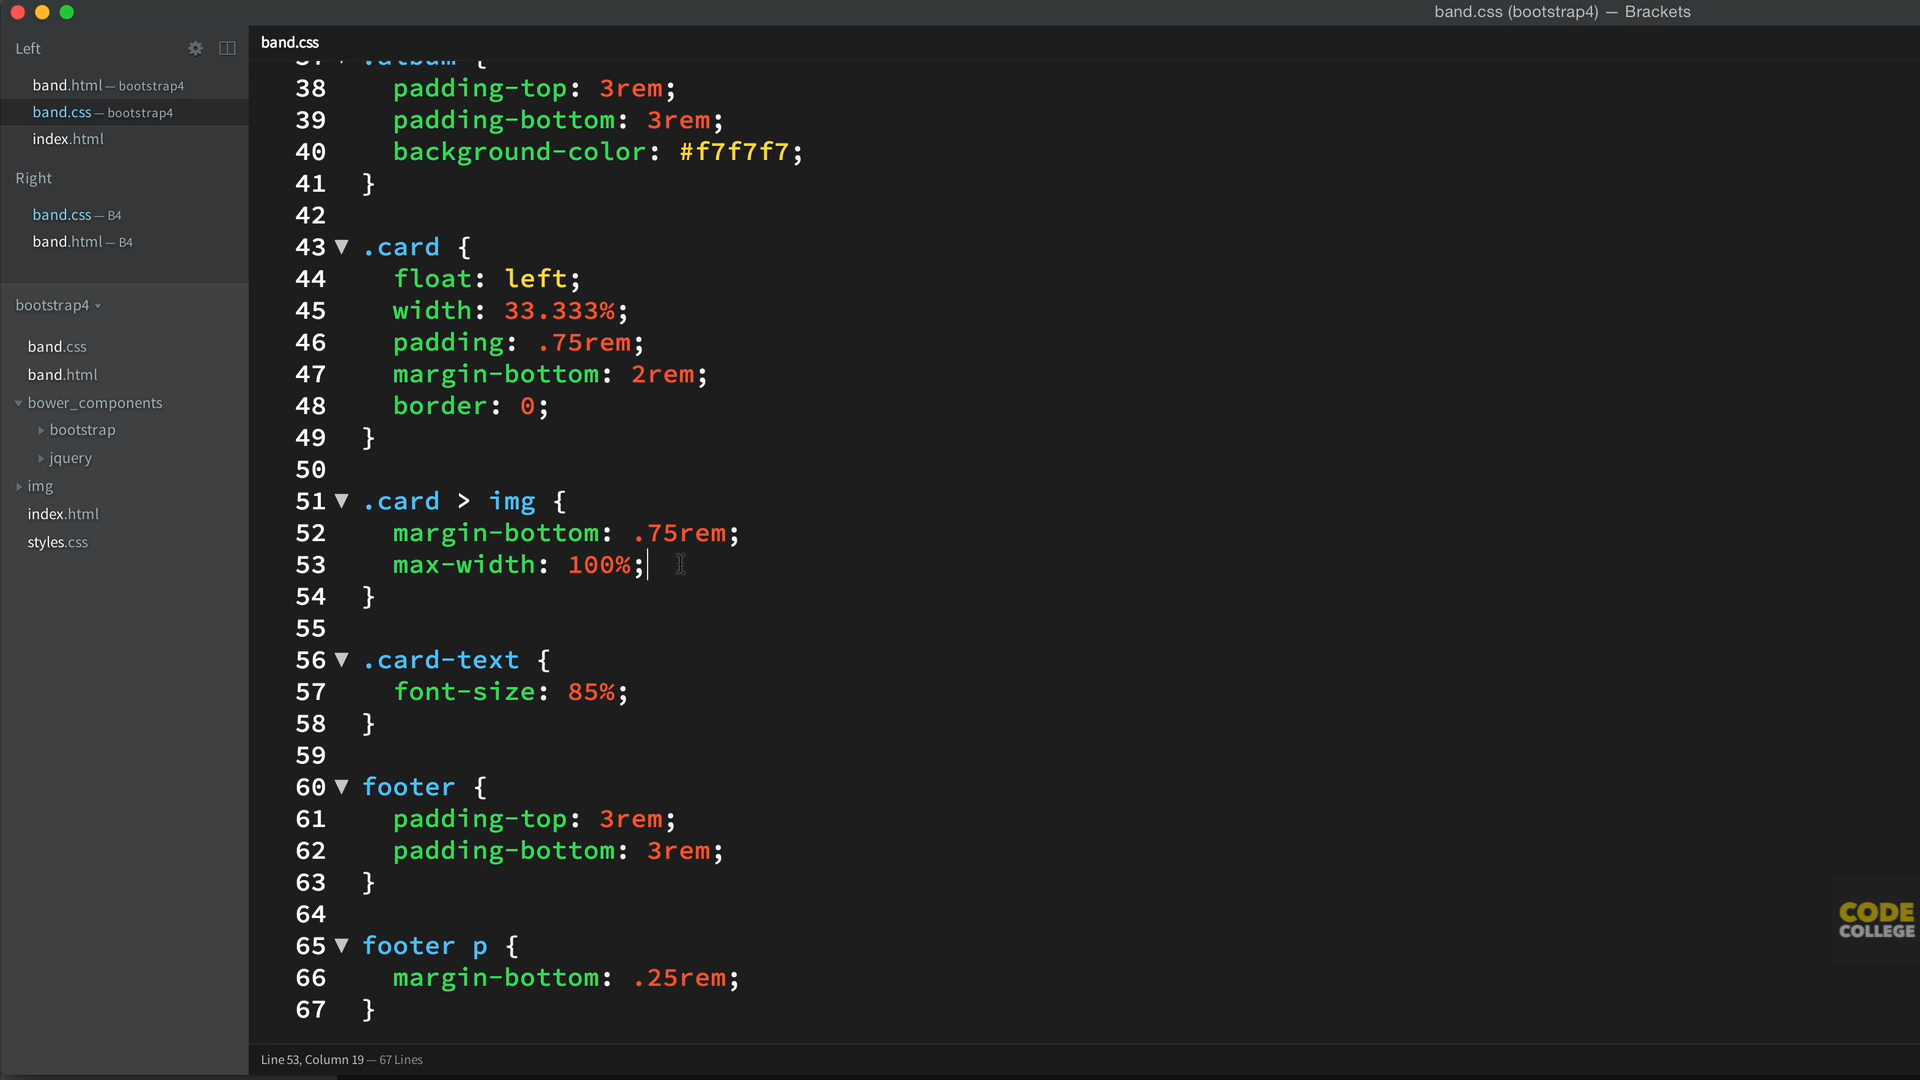 band.css (bootstrap4) — Brackets
Left
band.html — bootstrap4
band.css — bootstrap4
index.html
Right
band.css — B4
band.html — B4
bootstrap4
band.css
band.html
bower_components
bootstrap
jquery
img
index.html
styles.css
band.css
37 .album {
38 padding-top: 3rem;
39 padding-bottom: 3rem;
40 background-color: #f7f7f7;
41 }
42
43 .card {
44 float: left;
45 width: 33.333%;
46 padding: .75rem;
47 margin-bottom: 2rem;
48 border: 0;
49 }
50
51 .card > img {
52 margin-bottom: .75rem;
53 max-width: 100%;
54 }
55
56 .card-text {
57 font-size: 85%;
58 }
59
60 footer {
61 padding-top: 3rem;
62 padding-bottom: 3rem;
63 }
64
65 footer p {
66 margin-bottom: .25rem;
67 }
CODE
COLLEGE
Line 53, Column 19 — 67 Lines